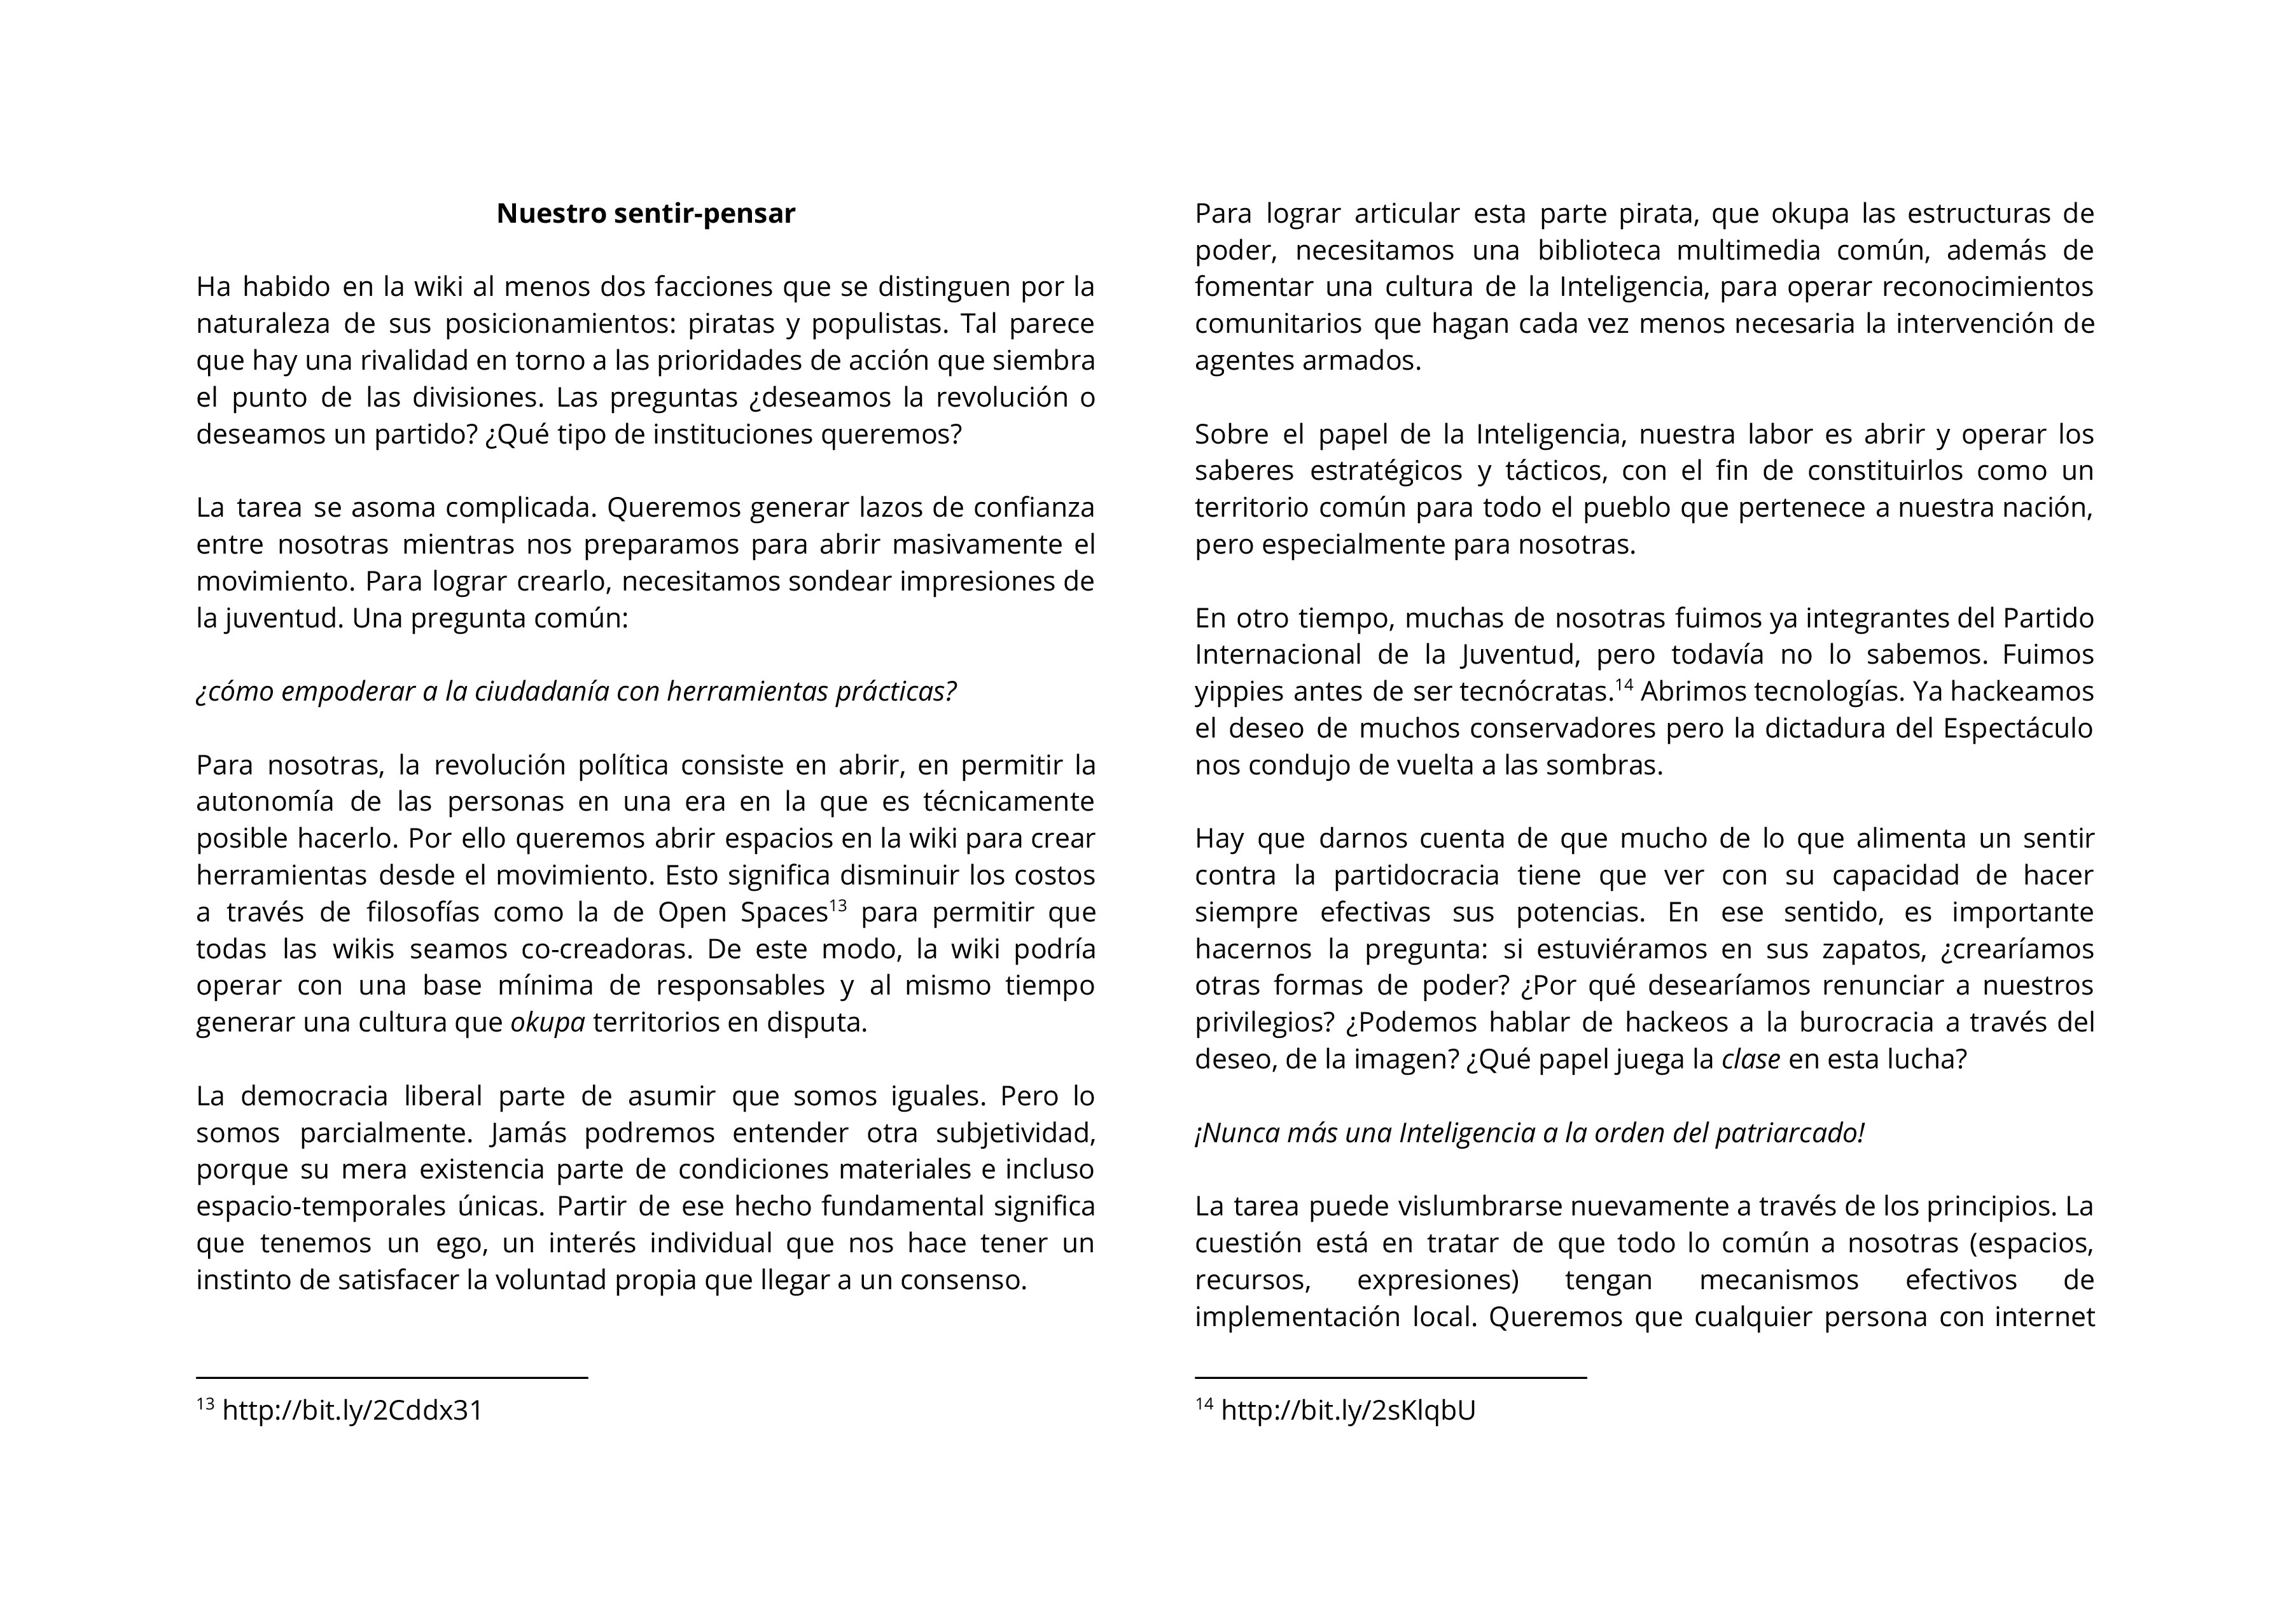 Nuestro sentir-pensar
Ha habido en la wiki al menos dos facciones que se distinguen por la
naturaleza de sus posicionamientos: piratas y populistas. Tal parece
que hay una rivalidad en torno a las prioridades de acción que siembra
el punto de las divisiones. Las preguntas ¿deseamos la revolución o
deseamos un partido? ¿Qué tipo de instituciones queremos?
La tarea se asoma complicada. Queremos generar lazos de confianza
entre nosotras mientras nos preparamos para abrir masivamente el
movimiento. Para lograr crearlo, necesitamos sondear impresiones de
la juventud. Una pregunta común:
¿cómo empoderar a la ciudadanía con herramientas prácticas?
Para nosotras, la revolución política consiste en abrir, en permitir la
autonomía de las personas en una era en la que es técnicamente
posible hacerlo. Por ello queremos abrir espacios en la wiki para crear
herramientas desde el movimiento. Esto significa disminuir los costos
a través de filosofías como la de Open Spaces¹³ para permitir que
todas las wikis seamos co-creadoras. De este modo, la wiki podría
operar con una base mínima de responsables y al mismo tiempo
generar una cultura que okupa territorios en disputa.
La democracia liberal parte de asumir que somos iguales. Pero lo
somos parcialmente. Jamás podremos entender otra subjetividad,
porque su mera existencia parte de condiciones materiales e incluso
espacio-temporales únicas. Partir de ese hecho fundamental significa
que tenemos un ego, un interés individual que nos hace tener un
instinto de satisfacer la voluntad propia que llegar a un consenso.
¹³ http://bit.ly/2Cddx31
Para lograr articular esta parte pirata, que okupa las estructuras de
poder, necesitamos una biblioteca multimedia común, además de
fomentar una cultura de la Inteligencia, para operar reconocimientos
comunitarios que hagan cada vez menos necesaria la intervención de
agentes armados.
Sobre el papel de la Inteligencia, nuestra labor es abrir y operar los
saberes estratégicos y tácticos, con el fin de constituirlos como un
territorio común para todo el pueblo que pertenece a nuestra nación,
pero especialmente para nosotras.
En otro tiempo, muchas de nosotras fuimos ya integrantes del Partido
Internacional de la Juventud, pero todavía no lo sabemos. Fuimos
yippies antes de ser tecnócratas.¹⁴ Abrimos tecnologías. Ya hackeamos
el deseo de muchos conservadores pero la dictadura del Espectáculo
nos condujo de vuelta a las sombras.
Hay que darnos cuenta de que mucho de lo que alimenta un sentir
contra la partidocracia tiene que ver con su capacidad de hacer
siempre efectivas sus potencias. En ese sentido, es importante
hacernos la pregunta: si estuviéramos en sus zapatos, ¿crearíamos
otras formas de poder? ¿Por qué desearíamos renunciar a nuestros
privilegios? ¿Podemos hablar de hackeos a la burocracia a través del
deseo, de la imagen? ¿Qué papel juega la clase en esta lucha?
¡Nunca más una Inteligencia a la orden del patriarcado!
La tarea puede vislumbrarse nuevamente a través de los principios. La
cuestión está en tratar de que todo lo común a nosotras (espacios,
recursos, expresiones) tengan mecanismos efectivos de
implementación local. Queremos que cualquier persona con internet
¹⁴ http://bit.ly/2sKlqbU